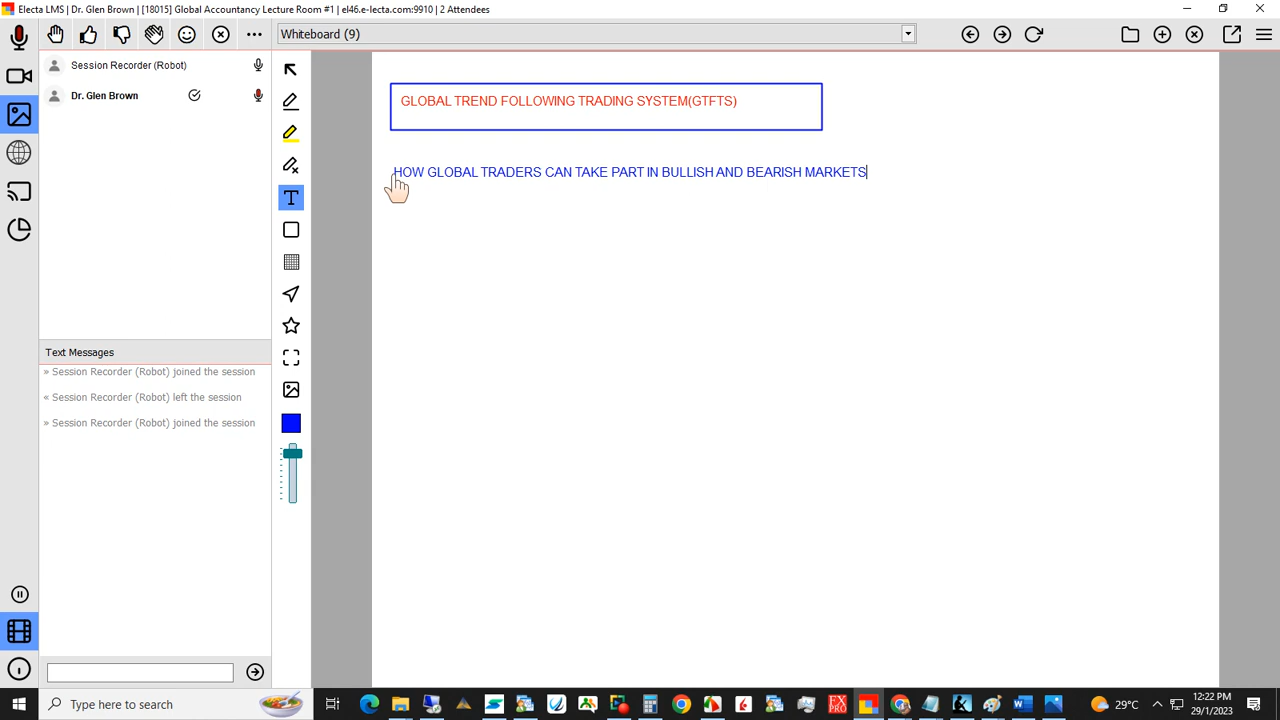 Electa LMS | Dr. Glen Brown | [18015] Global Accountancy Lecture Room #1 | el46.e-lecta.com:9910 | 2 Attendees
Whiteboard (9)
Session Recorder (Robot)
Dr. Glen Brown
GLOBAL TREND FOLLOWING TRADING SYSTEM(GTFTS)
HOW GLOBAL TRADERS CAN TAKE PART IN BULLISH AND BEARISH MARKETS
Text Messages
» Session Recorder (Robot) joined the session
« Session Recorder (Robot) left the session
» Session Recorder (Robot) joined the session
Type here to search
29°C
12:22 PM
29/1/2023